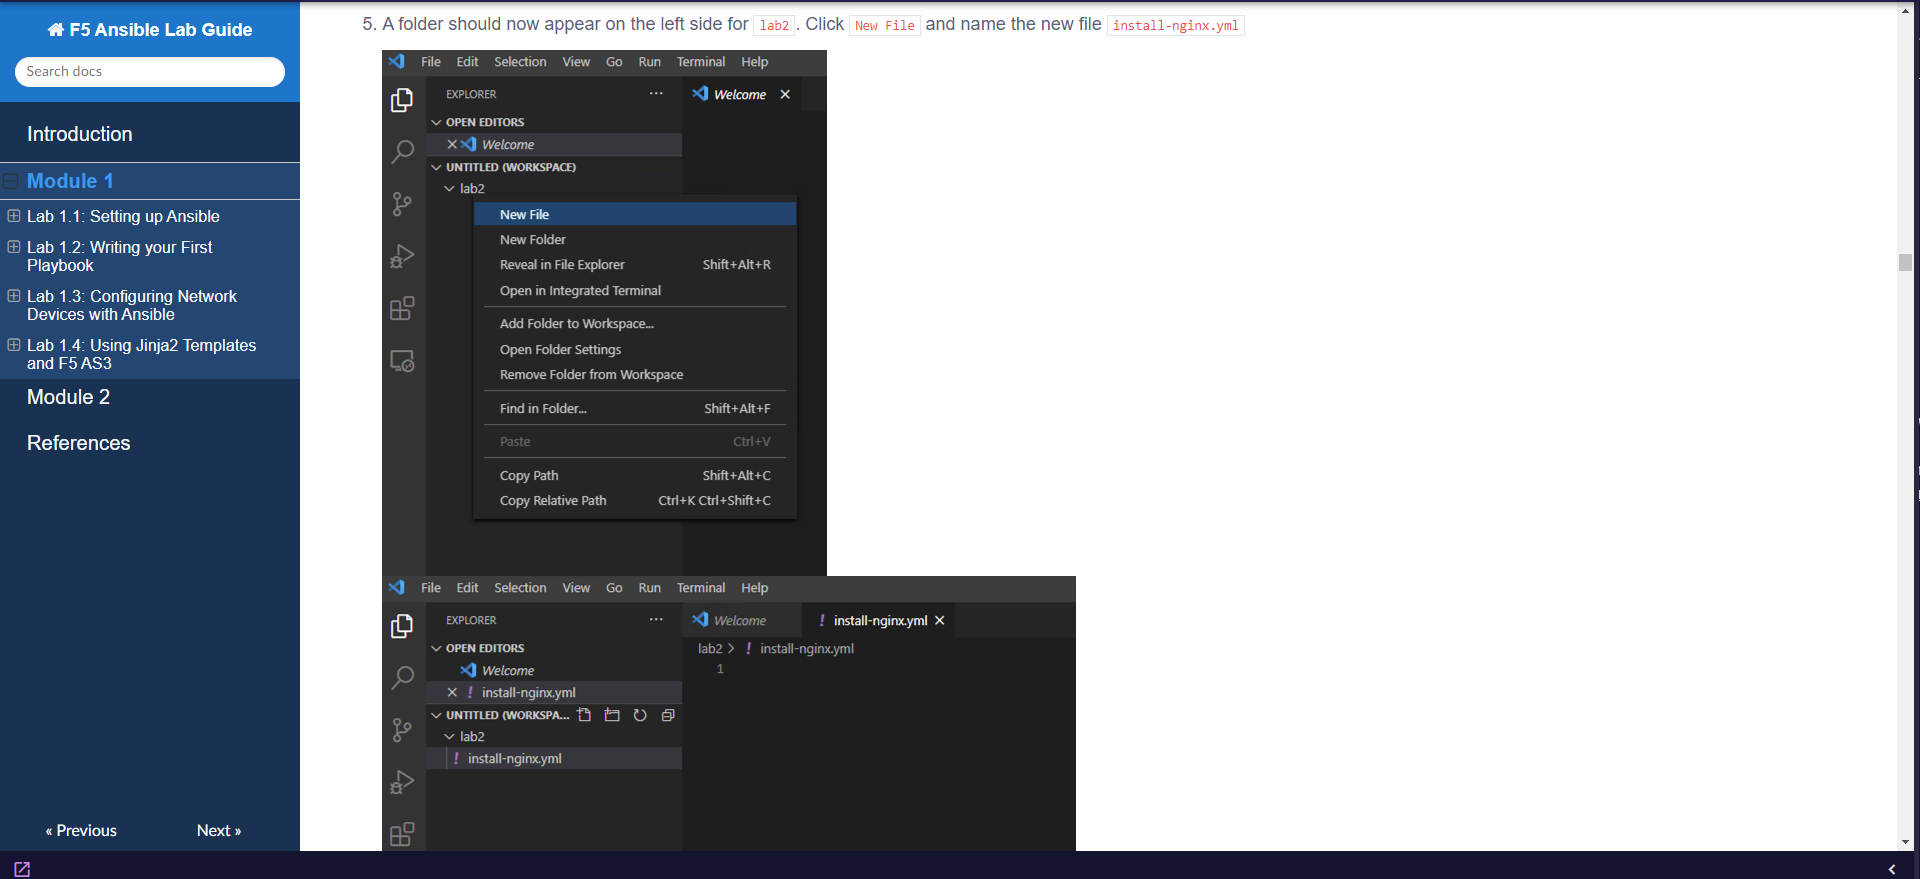 F5 Ansible Lab Guide
Search docs
Introduction
Module 1
Lab 1.1: Setting up Ansible
Lab 1.2: Writing your First
Playbook
Lab 1.3: Configuring Network
Devices with Ansible
Lab 1.4: Using Jinja2 Templates
and F5 AS3
Module 2
References
« Previous Next »
5. A folder should now appear on the left side for lab2. Click New File and name the new file install-nginx.yml
File Edit Selection View Go Run Terminal Help
EXPLORER ...
Welcome
OPEN EDITORS
Welcome
UNTITLED (WORKSPACE)
lab2
New File
New Folder
Reveal in File Explorer Shift+Alt+R
Open in Integrated Terminal
Add Folder to Workspace...
Open Folder Settings
Remove Folder from Workspace
Find in Folder... Shift+Alt+F
Paste Ctrl+V
Copy Path Shift+Alt+C
Copy Relative Path Ctrl+K Ctrl+Shift+C
File Edit Selection View Go Run Terminal Help
EXPLORER ...
Welcome ! install-nginx.yml
OPEN EDITORS
Welcome
! install-nginx.yml
UNTITLED (WORKSPA...
lab2
! install-nginx.yml
lab2 > ! install-nginx.yml
1